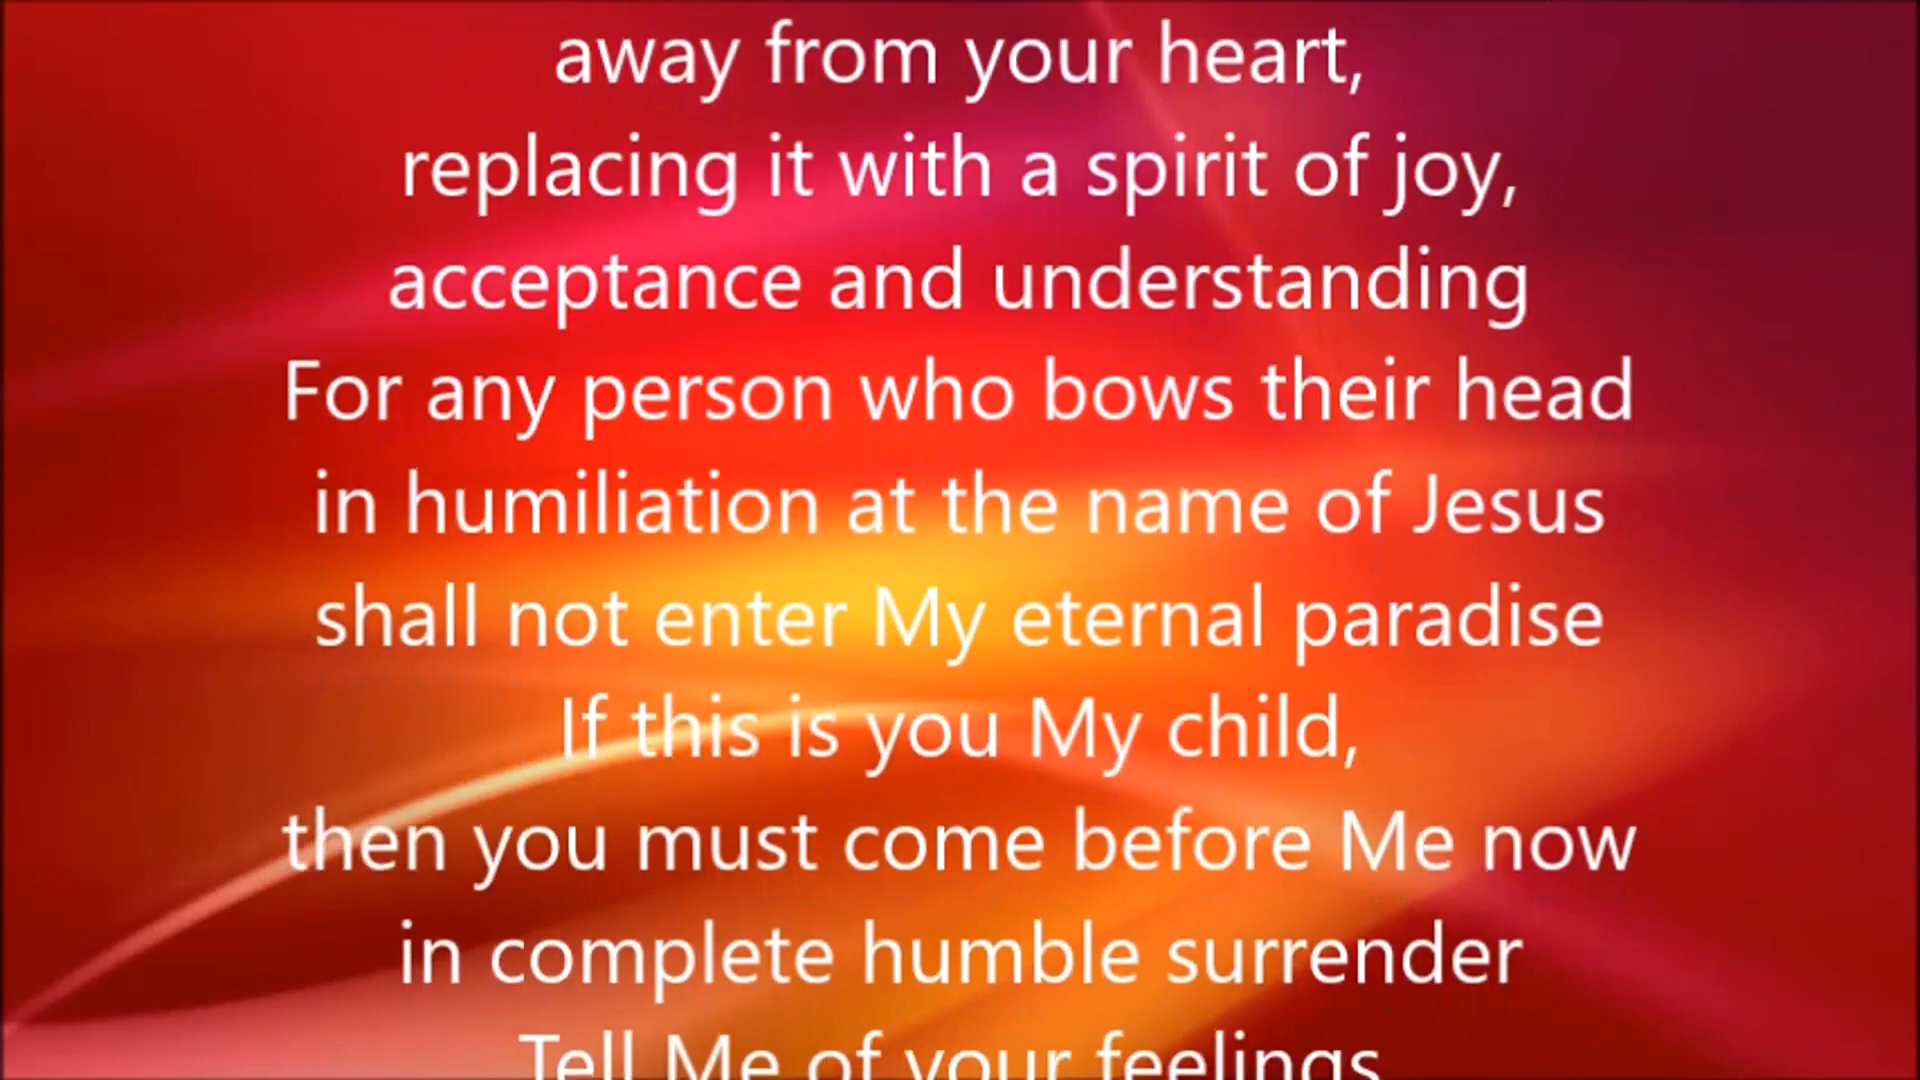 away from your heart,
replacing it with a spirit of joy,
acceptance and understanding
For any person who bows their head
in humiliation at the name of Jesus
shall not enter My eternal paradise
If this is you My child,
then you must come before Me now
in complete humble surrender
Tell Me of your feelings